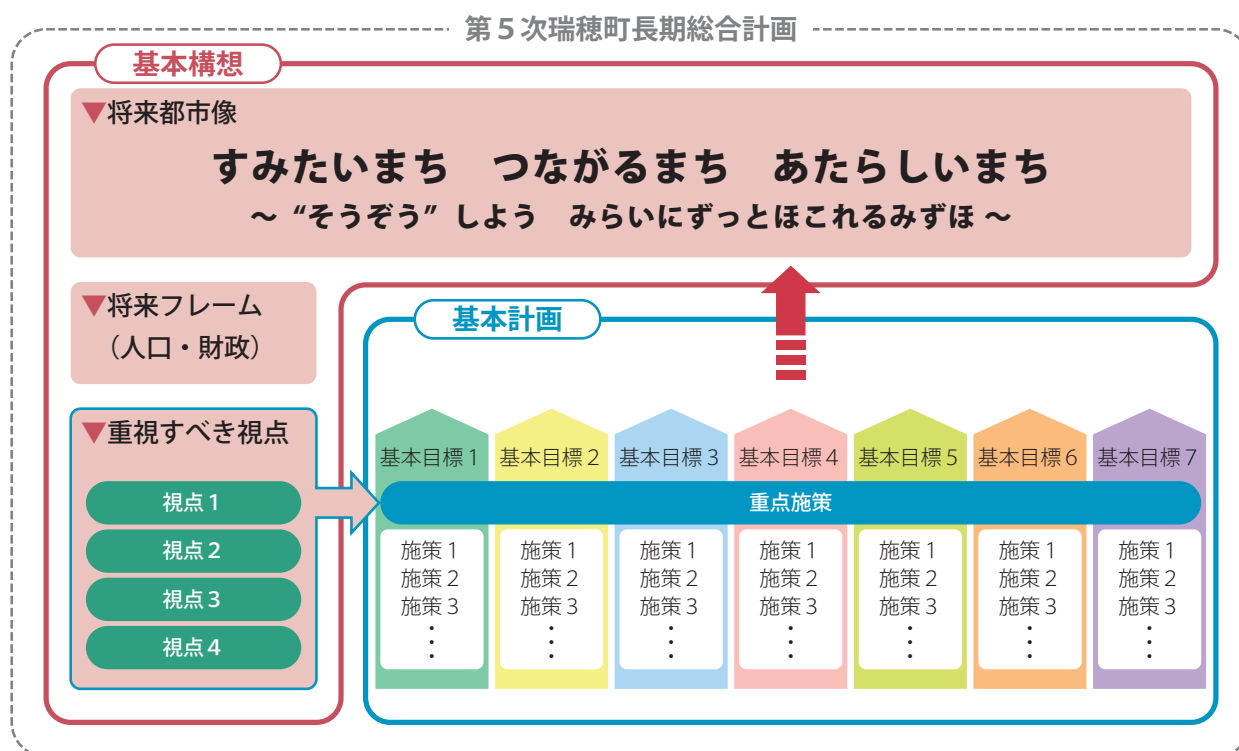 第5次瑞穂町長期総合計画
基本構想
▼将来都市像
すみたいまち　つながるまち　あたらしいまち
～ “そうぞう” しよう　みらいにずっとほこれるみずほ ～
▼将来フレーム
（人口・財政）
▼重視すべき視点
視点1
視点2
視点3
視点4
基本計画
基本目標1 基本目標2 基本目標3 基本目標4 基本目標5 基本目標6 基本目標7
重点施策
施策1 施策1 施策1 施策1 施策1 施策1 施策1
施策2 施策2 施策2 施策2 施策2 施策2 施策2
施策3 施策3 施策3 施策3 施策3 施策3 施策3
︙ ︙ ︙ ︙ ︙ ︙ ︙